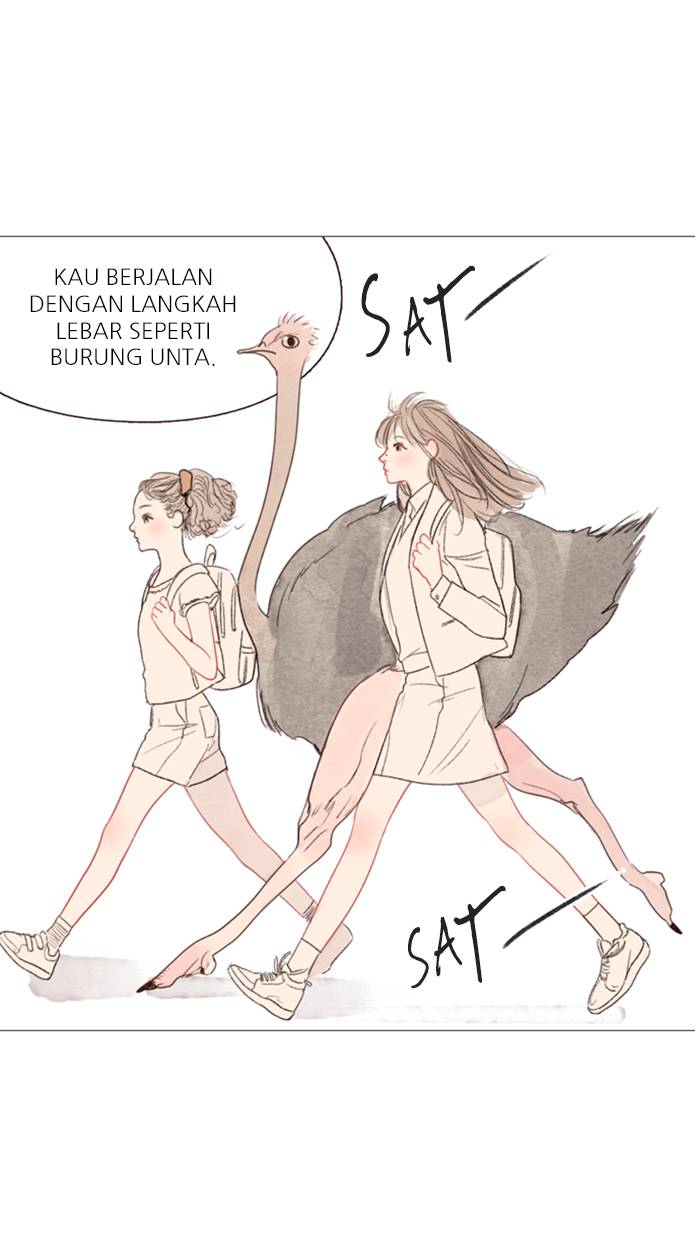 KAU BERJALAN
DENGAN LANGKAH
LEBAR SEPERTI
BURUNG UNTA.
SAT
SAT